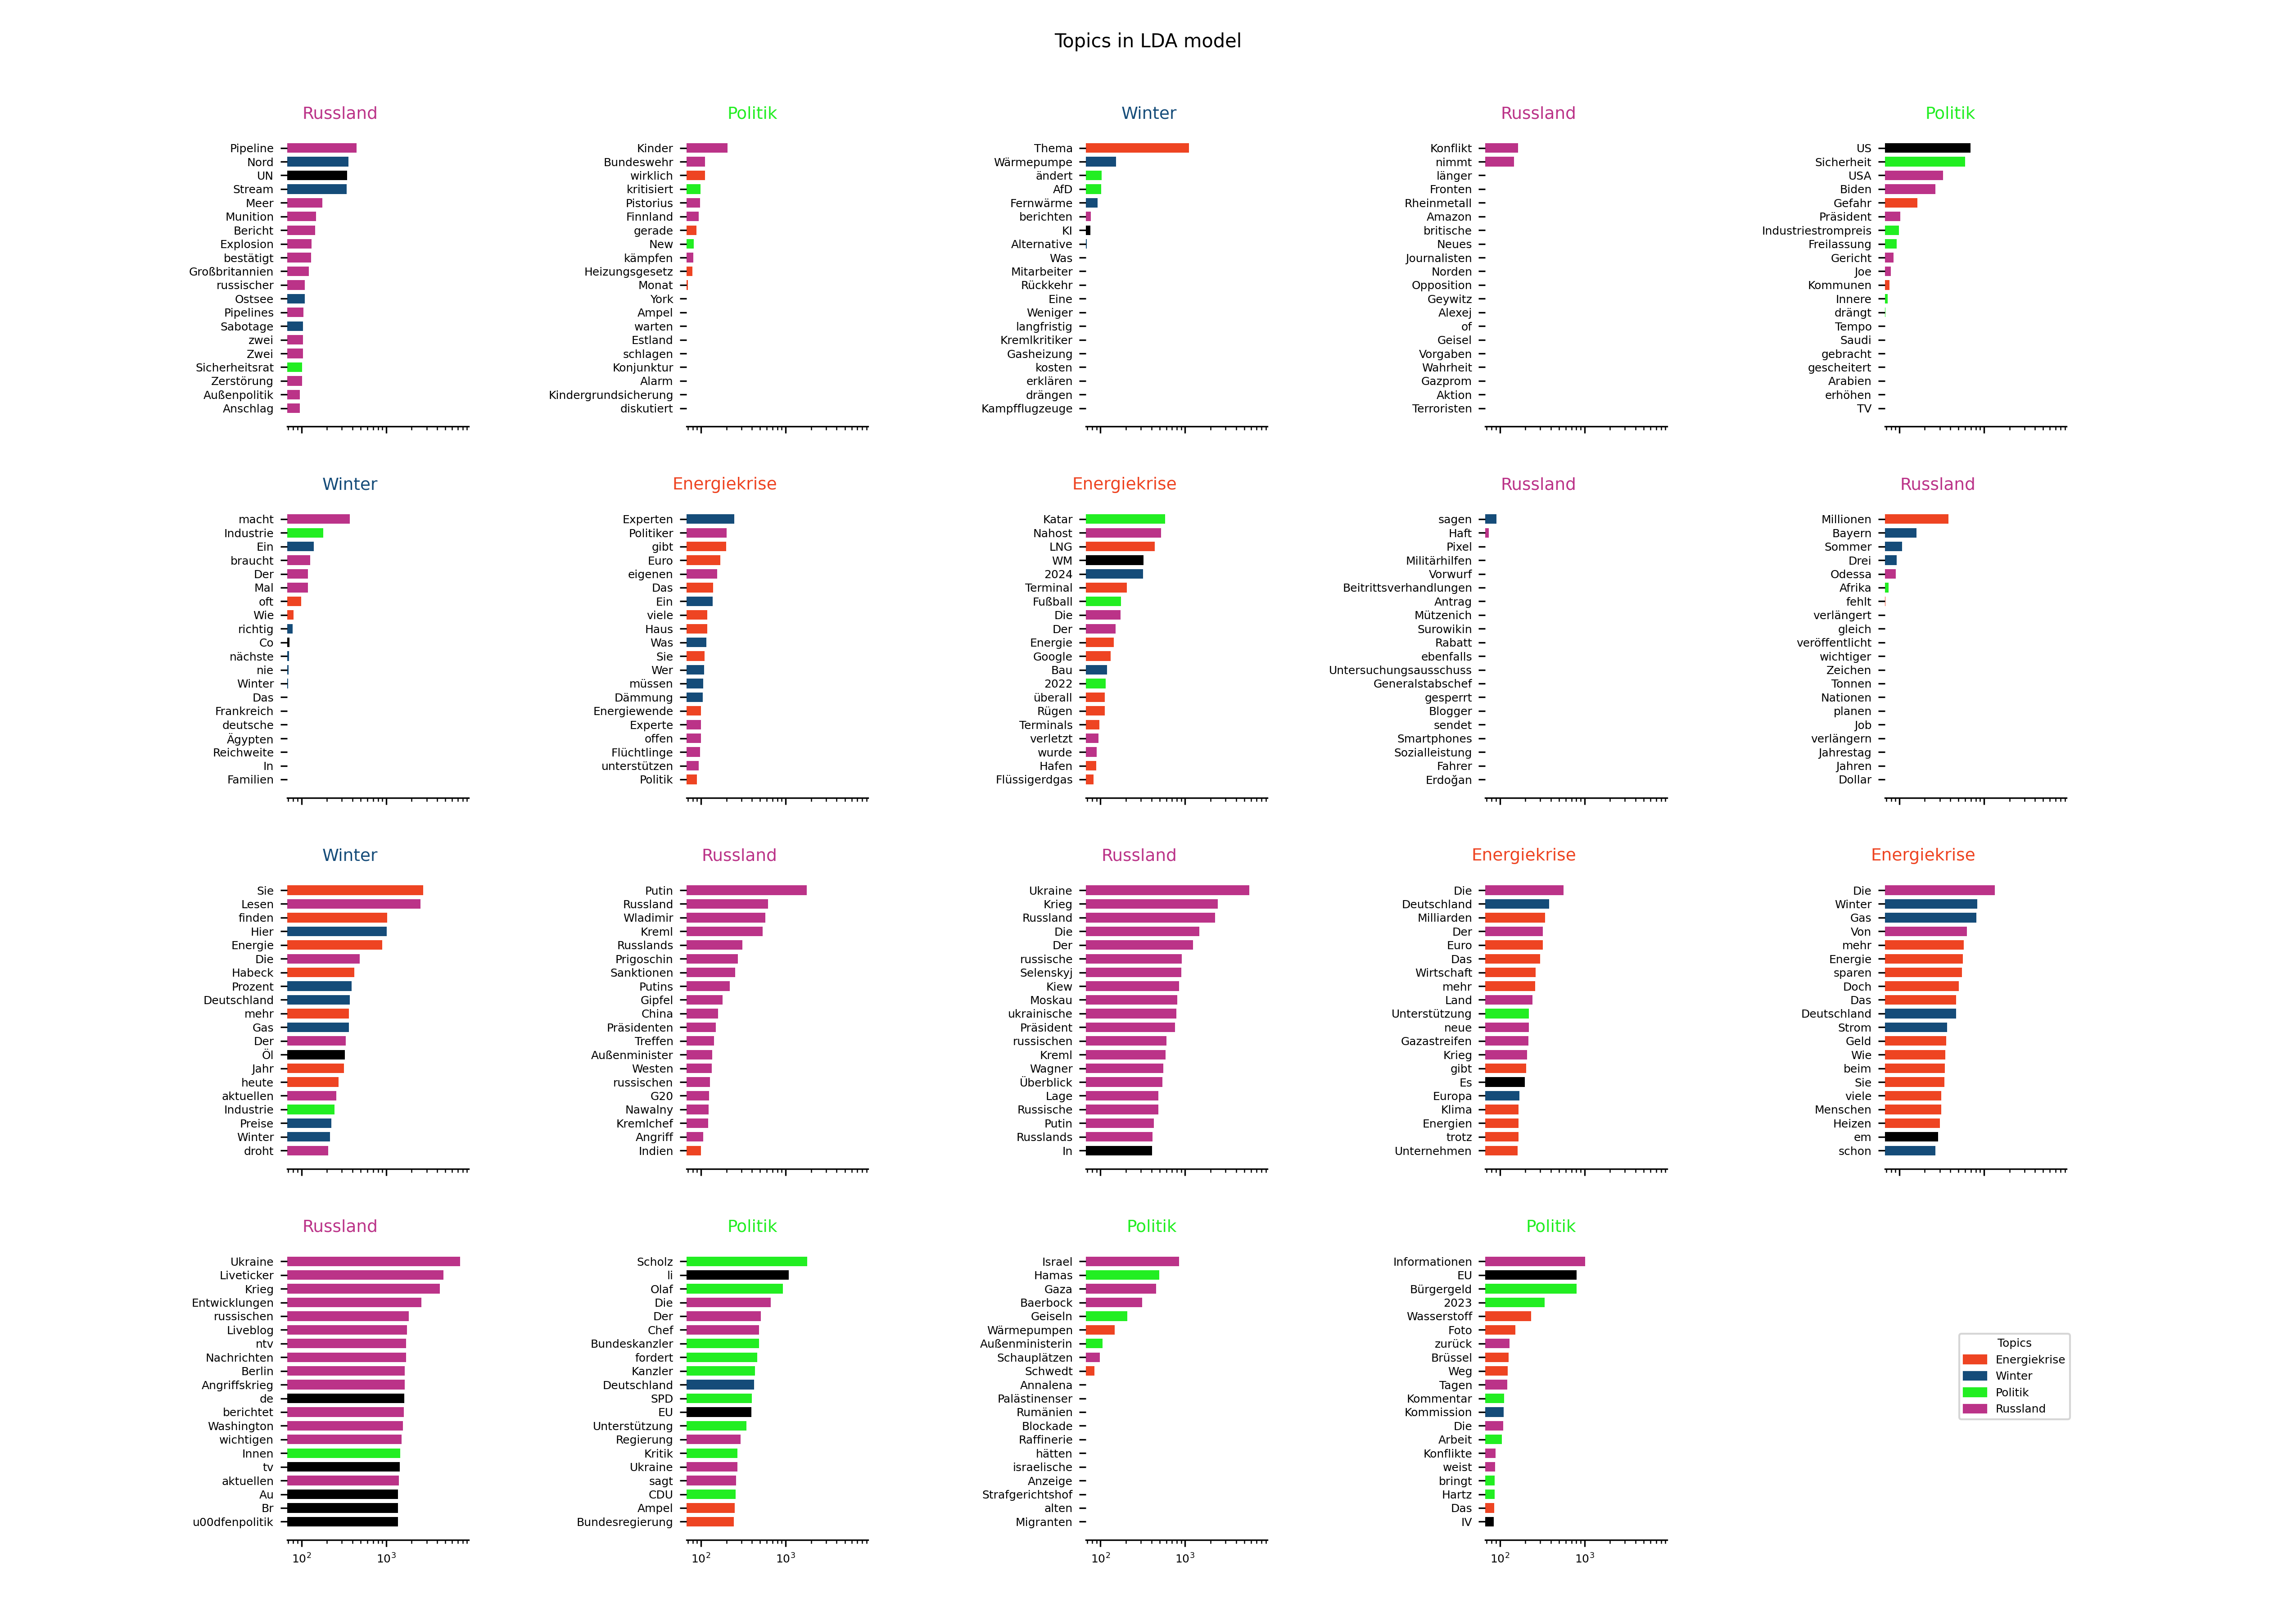 Topics in LDA model
Russland
Pipeline
Nord
UN
Stream
Meer
Munition
Bericht
Explosion
bestätigt
Großbritannien
russischer
Ostsee
Pipelines
Sabotage
zwei
Zwei
Sicherheitsrat
Zerstörung
Außenpolitik
Anschlag
Politik
Kinder
Bundeswehr
wirklich
kritisiert
Pistorius
Finnland
gerade
New
kämpfen
Heizungsgesetz
Monat
York
Ampel
warten
Estland
schlagen
Konjunktur
Alarm
Kindergrundsicherung
diskutiert
Winter
Thema
Wärmepumpe
ändert
AfD
Fernwärme
berichten
KI
Alternative
Was
Mitarbeiter
Rückkehr
Eine
Weniger
langfristig
Kremlkritiker
Gasheizung
kosten
erklären
drängen
Kampfflugzeuge
Russland
Konflikt
nimmt
länger
Fronten
Rheinmetall
Amazon
britische
Neues
Journalisten
Norden
Opposition
Geywitz
Alexej
of
Geisel
Vorgaben
Wahrheit
Gazprom
Aktion
Terroristen
Politik
US
Sicherheit
USA
Biden
Gefahr
Präsident
Industriestrompreis
Freilassung
Gericht
Joe
Kommunen
Innere
drängt
Tempo
Saudi
gebracht
gescheitert
Arabien
erhöhen
TV
Winter
macht
Industrie
Ein
braucht
Der
Mal
oft
Wie
richtig
Co
nächste
nie
Winter
Das
Frankreich
deutsche
Ägypten
Reichweite
In
Familien
Energiekrise
Experten
Politiker
gibt
Euro
eigenen
Das
Ein
viele
Haus
Was
Sie
Wer
müssen
Dämmung
Energiewende
Experte
offen
Flüchtlinge
unterstützen
Politik
Energiekrise
Katar
Nahost
LNG
WM
2024
Terminal
Fußball
Die
Der
Energie
Google
Bau
2022
überall
Rügen
Terminals
verletzt
wurde
Hafen
Flüssigerdgas
Russland
sagen
Haft
Pixel
Militärhilfen
Vorwurf
Beitrittsverhandlungen
Antrag
Mützenich
Surowikin
Rabatt
ebenfalls
Untersuchungsausschuss
Generalstabschef
gesperrt
Blogger
sendet
Smartphones
Sozialleistung
Fahrer
Erdoğan
Russland
Millionen
Bayern
Sommer
Drei
Odessa
Afrika
fehlt
verlängert
gleich
veröffentlicht
wichtiger
Zeichen
Tonnen
Nationen
planen
Job
verlängern
Jahrestag
Jahren
Dollar
Winter
Sie
Lesen
finden
Hier
Energie
Die
Habeck
Prozent
Deutschland
mehr
Gas
Der
Öl
Jahr
heute
aktuellen
Industrie
Preise
Winter
droht
Russland
Putin
Russland
Wladimir
Kreml
Russlands
Prigoschin
Sanktionen
Putins
Gipfel
China
Präsidenten
Treffen
Außenminister
Westen
russischen
G20
Nawalny
Kremlchef
Angriff
Indien
Russland
Ukraine
Krieg
Russland
Die
Der
russische
Selenskyj
Kiew
Moskau
ukrainische
Präsident
russischen
Kreml
Wagner
Überblick
Lage
Russische
Putin
Russlands
In
Energiekrise
Die
Deutschland
Milliarden
Der
Euro
Das
Wirtschaft
mehr
Land
Unterstützung
neue
Gazastreifen
Krieg
gibt
Es
Europa
Klima
Energien
trotz
Unternehmen
Energiekrise
Die
Winter
Gas
Von
mehr
Energie
sparen
Doch
Das
Deutschland
Strom
Geld
Wie
beim
Sie
viele
Menschen
Heizen
em
schon
Russland
Ukraine
Liveticker
Krieg
Entwicklungen
russischen
Liveblog
ntv
Nachrichten
Berlin
Angriffskrieg
de
berichtet
Washington
wichtigen
Innen
tv
aktuellen
Au
Br
u00dfenpolitik
10²
10³
Politik
Scholz
li
Olaf
Die
Der
Chef
Bundeskanzler
fordert
Kanzler
Deutschland
SPD
EU
Unterstützung
Regierung
Kritik
Ukraine
sagt
CDU
Ampel
Bundesregierung
10²
10³
Politik
Israel
Hamas
Gaza
Baerbock
Geiseln
Wärmepumpen
Außenministerin
Schauplätzen
Schwedt
Annalena
Palästinenser
Rumänien
Blockade
Raffinerie
hätten
israelische
Anzeige
Strafgerichtshof
alten
Migranten
10²
10³
Politik
Informationen
EU
Bürgergeld
2023
Wasserstoff
Foto
zurück
Brüssel
Weg
Tagen
Kommentar
Kommission
Die
Arbeit
Konflikte
weist
bringt
Hartz
Das
IV
10²
10³
Topics
Energiekrise
Winter
Politik
Russland